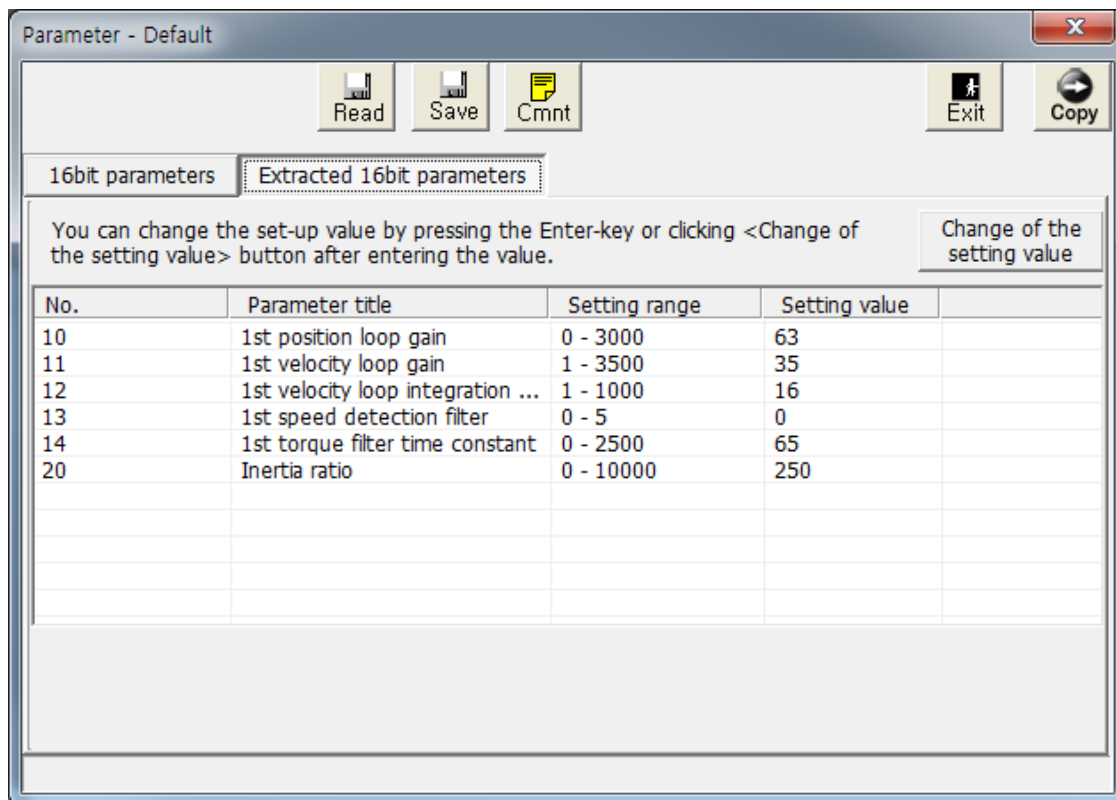 Parameter - Default
Read Save Cmnt Exit Copy
16bit parameters Extracted 16bit parameters
You can change the set-up value by pressing the Enter-key or clicking <Change of
the setting value> button after entering the value.
Change of the
setting value
No. Parameter title Setting range Setting value
10 1st position loop gain 0 - 3000 63
11 1st velocity loop gain 1 - 3500 35
12 1st velocity loop integration ... 1 - 1000 16
13 1st speed detection filter 0 - 5 0
14 1st torque filter time constant 0 - 2500 65
20 Inertia ratio 0 - 10000 250